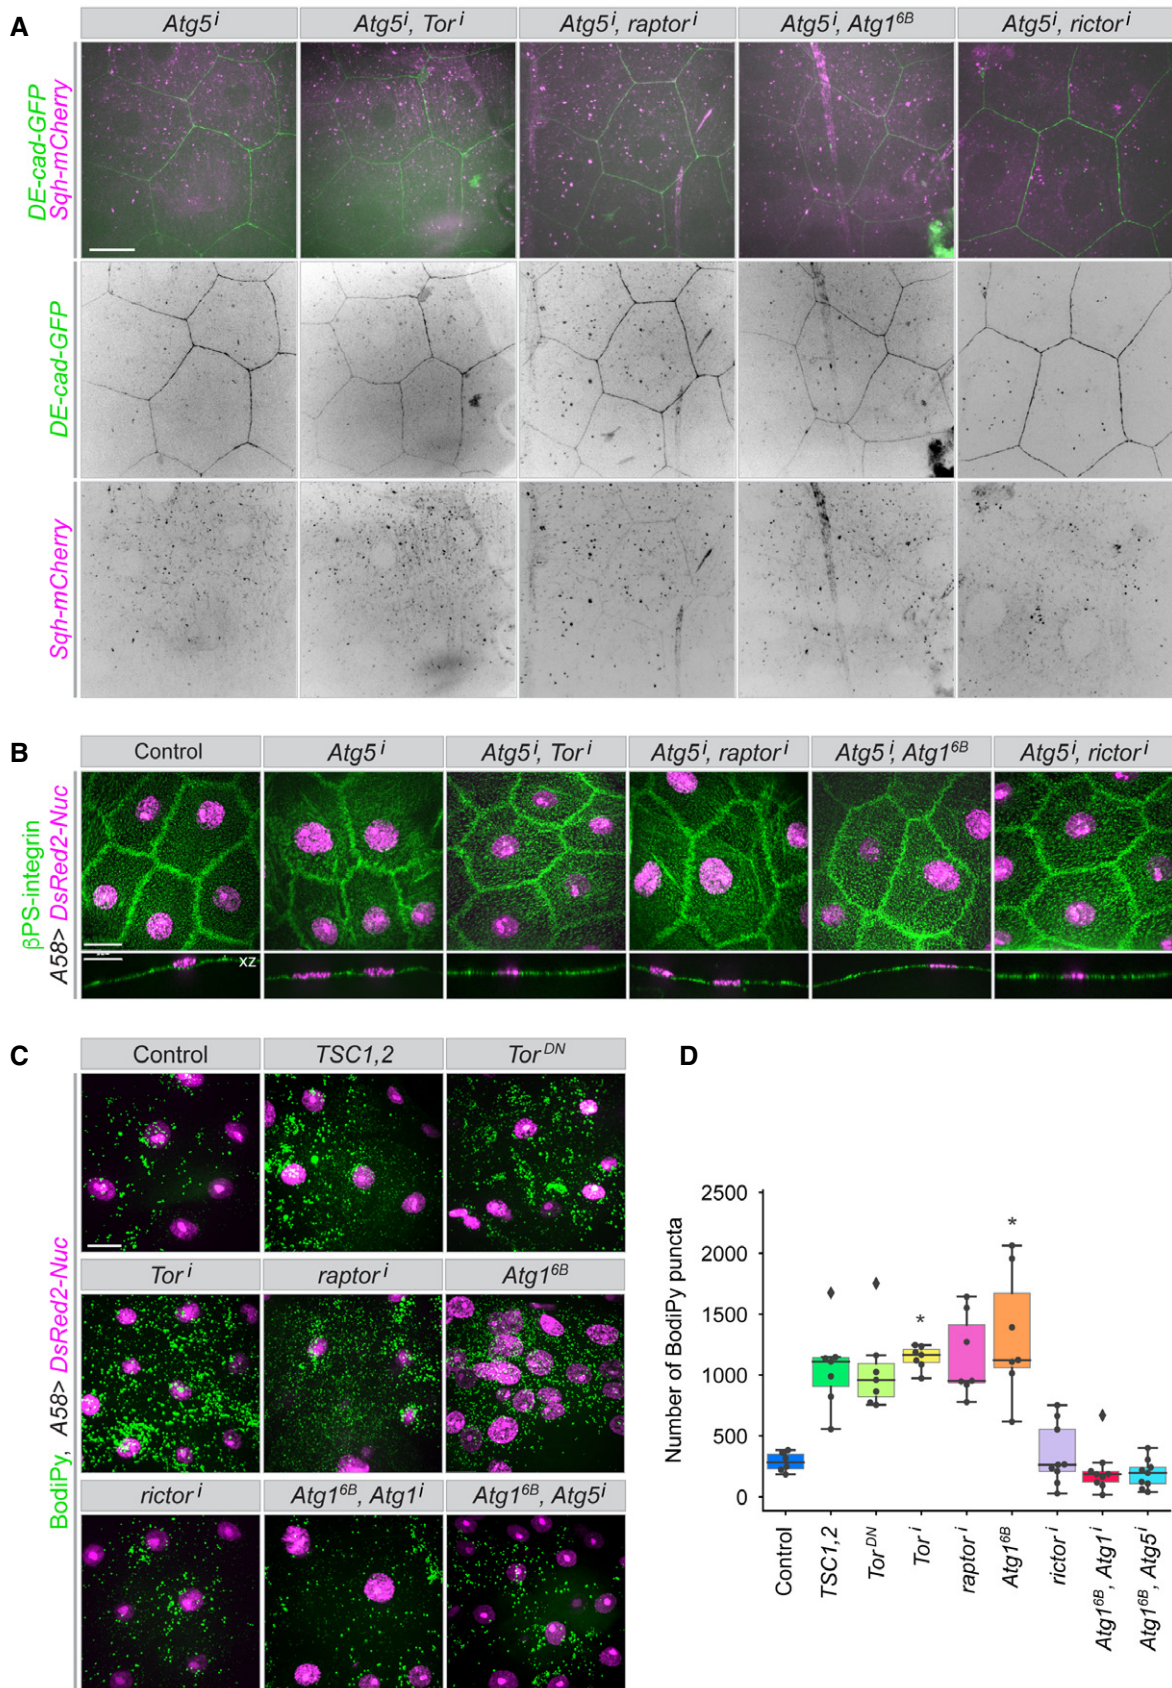 A
Atg5ⁱ
Atg5ⁱ, Torⁱ
Atg5ⁱ, raptorⁱ
Atg5ⁱ, Atg1⁶ᴮ
Atg5ⁱ, rictorⁱ
DE-cad-GFP
Sqh-mCherry
DE-cad-GFP
Sqh-mCherry
B
Control
Atg5ⁱ
Atg5ⁱ, Torⁱ
Atg5ⁱ, raptorⁱ
Atg5ⁱ, Atg1⁶ᴮ
Atg5ⁱ, rictorⁱ
βPS-integrin
A58> DsRed2-Nuc
xz
C
Control
TSC1,2
Torᴰᴺ
Torⁱ
raptorⁱ
Atg1⁶ᴮ
rictorⁱ
Atg1⁶ᴮ, Atg1ⁱ
Atg1⁶ᴮ, Atg5ⁱ
BodiPy, A58> DsRed2-Nuc
D
Number of BodiPy puncta
2500
2000
1500
1000
500
0
*
*
Control
TSC1,2
Torᴰᴺ
Torⁱ
raptorⁱ
Atg1⁶ᴮ
rictorⁱ
Atg1⁶ᴮ, Atg1ⁱ
Atg1⁶ᴮ, Atg5ⁱ